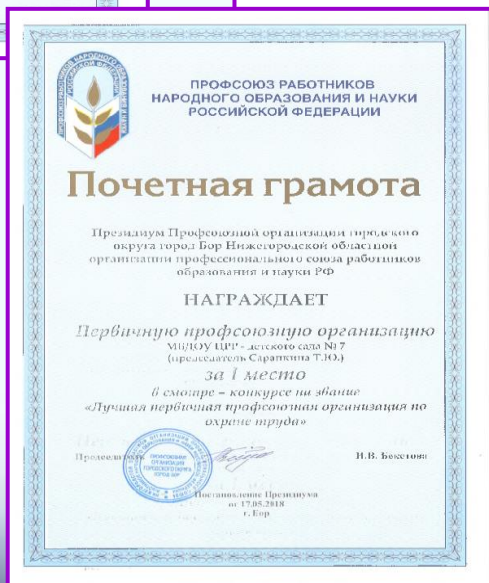 ПРОФСОЮЗ РАБОТНИКОВ
НАРОДНОГО ОБРАЗОВАНИЯ И НАУКИ
РОССИЙСКОЙ ФЕДЕРАЦИИ
Почетная грамота
Президиум Профсоюзной организации городского
округа город Бор Нижегородской областной
организации профессионального союза работников
образования и науки РФ
НАГРАЖДАЕТ
Первичную профсоюзную организацию
МБДОУ ЦРР - детского сада № 7
(председатель Сарапкина Т.Ю.)
за 1 место
в смотре – конкурсе на звание
«Лучшая первичная профсоюзная организация по
охране труда»
Председатель
Н.В. Бекетова
Постановление Президиума
от 17.05.2018
г. Бор